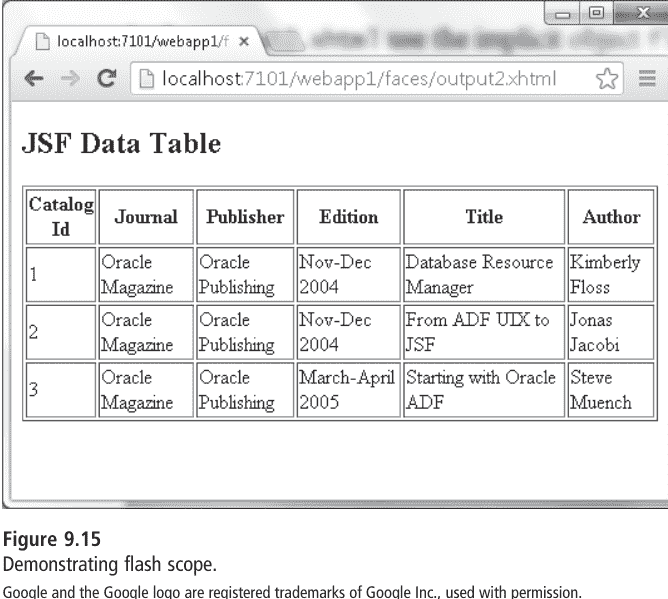 localhost:7101/webapp1/f ×
localhost:7101/webapp1/faces/output2.xhtml
JSF Data Table
Catalog Id Journal Publisher Edition Title Author
1 Oracle Magazine Oracle Publishing Nov-Dec 2004 Database Resource Manager Kimberly Floss
2 Oracle Magazine Oracle Publishing Nov-Dec 2004 From ADF UIX to JSF Jonas Jacobi
3 Oracle Magazine Oracle Publishing March-April 2005 Starting with Oracle ADF Steve Muench
Figure 9.15
Demonstrating flash scope.
Google and the Google logo are registered trademarks of Google Inc., used with permission.